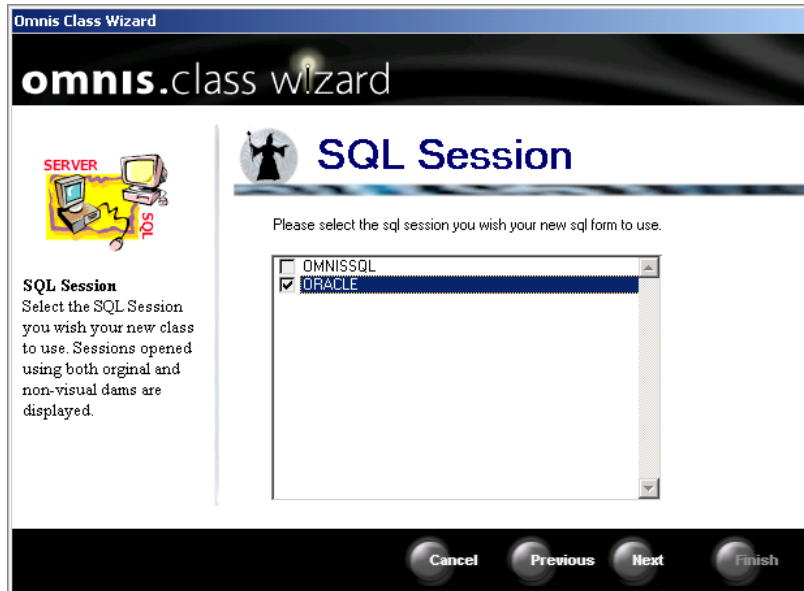 Omnis Class Wizard
omnis.class wizard
SERVER
SQL
SQL Session
Please select the sql session you wish your new sql form to use.
OMNISSQL
ORACLE
SQL Session
Select the SQL Session
you wish your new class
to use. Sessions opened
using both orginal and
non-visual dams are
displayed.
Cancel
Previous
Next
Finish